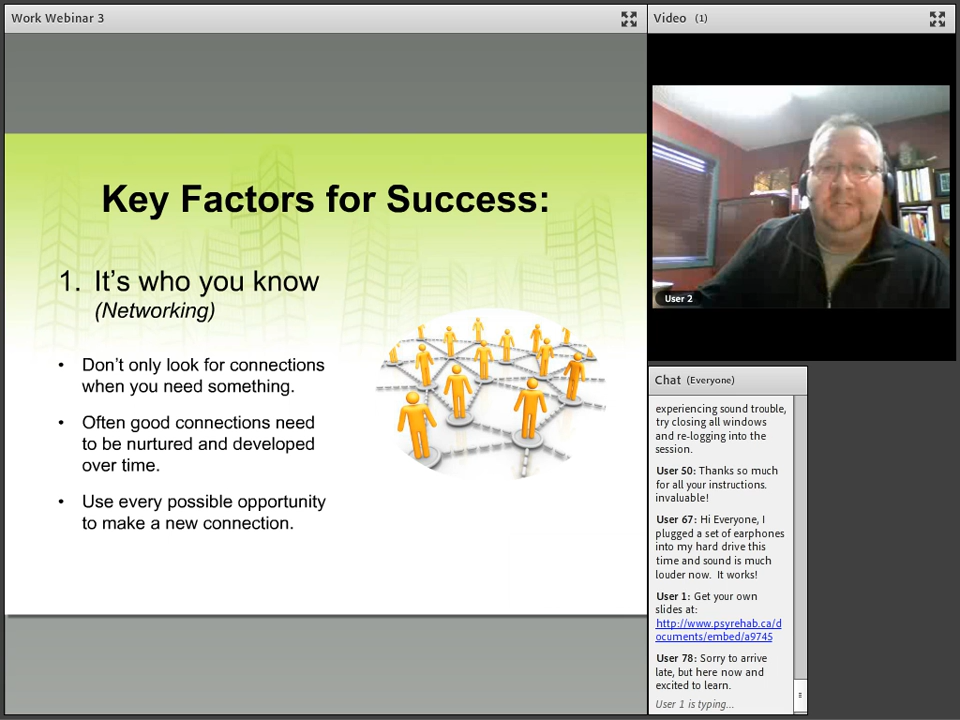 Work Webinar 3
Key Factors for Success:
1. It's who you know
(Networking)
• Don't only look for connections
when you need something.
• Often good connections need
to be nurtured and developed
over time.
• Use every possible opportunity
to make a new connection.
Video (1)
User 2
Chat (Everyone)
experiencing sound trouble,
try closing all windows
and re-logging into the
session.
User 50: Thanks so much
for all your instructions.
invaluable!
User 67: Hi Everyone, I
plugged a set of earphones
into my hard drive this
time and sound is much
louder now. It works!
User 1: Get your own
slides at:
http://www.psyrehab.ca/d
ocuments/embed/a9745
User 78: Sorry to arrive
late, but here now and
excited to learn.
User 1 is typing...